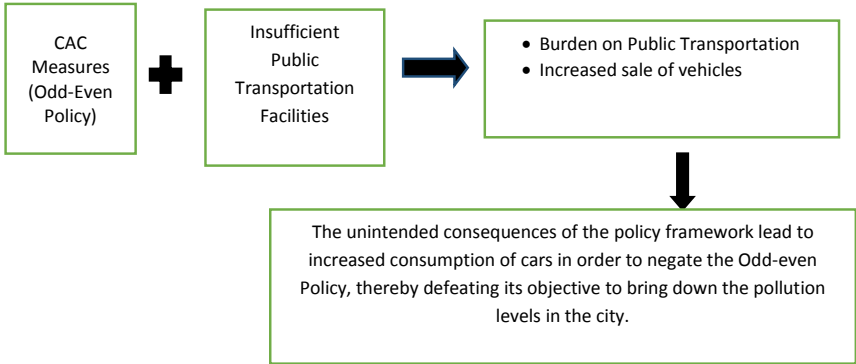 CAC
Measures
(Odd-Even
Policy)
Insufficient
Public
Transportation
Facilities
• Burden on Public Transportation
• Increased sale of vehicles
The unintended consequences of the policy framework lead to
increased consumption of cars in order to negate the Odd-even
Policy, thereby defeating its objective to bring down the pollution
levels in the city.